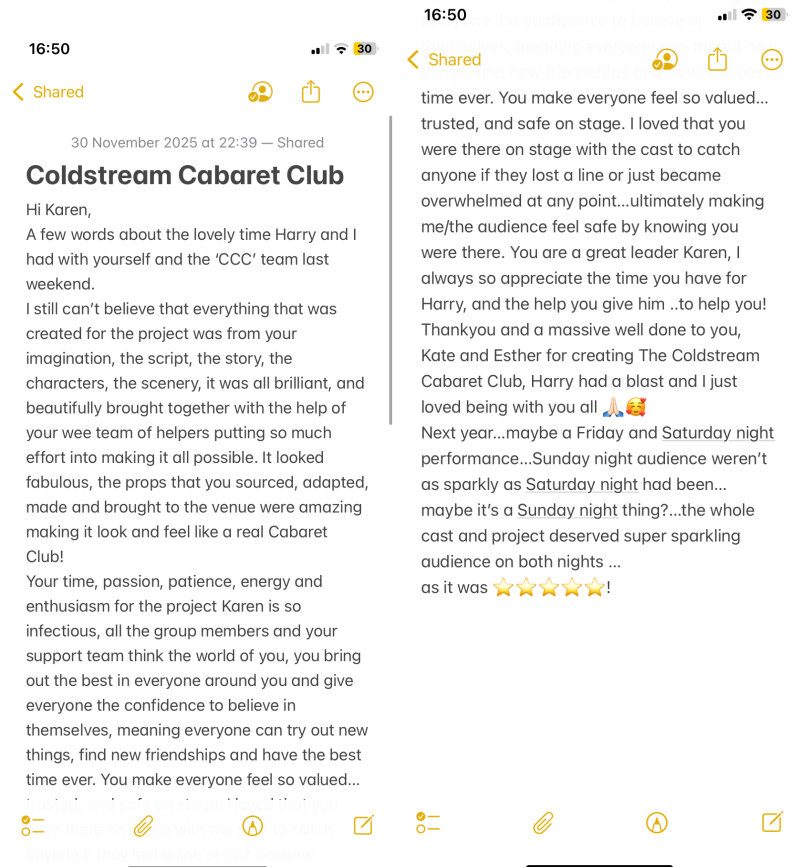 16:50
30
Shared
30 November 2025 at 22:39 — Shared
Coldstream Cabaret Club
Hi Karen,
A few words about the lovely time Harry and I
had with yourself and the ‘CCC’ team last
weekend.
I still can’t believe that everything that was
created for the project was from your
imagination, the script, the story, the
characters, the scenery, it was all brilliant, and
beautifully brought together with the help of
your wee team of helpers putting so much
effort into making it all possible. It looked
fabulous, the props that you sourced, adapted,
made and brought to the venue were amazing
making it look and feel like a real Cabaret
Club!
Your time, passion, patience, energy and
enthusiasm for the project Karen is so
infectious, all the group members and your
support team think the world of you, you bring
out the best in everyone around you and give
everyone the confidence to believe in
themselves, meaning everyone can try out new
things, find new friendships and have the best
time ever. You make everyone feel so valued...
16:50
30
Shared
time ever. You make everyone feel so valued...
trusted, and safe on stage. I loved that you
were there on stage with the cast to catch
anyone if they lost a line or just became
overwhelmed at any point...ultimately making
me/the audience feel safe by knowing you
were there. You are a great leader Karen, I
always so appreciate the time you have for
Harry, and the help you give him ..to help you!
Thankyou and a massive well done to you,
Kate and Esther for creating The Coldstream
Cabaret Club, Harry had a blast and I just
loved being with you all 🙏🏻🥰
Next year...maybe a Friday and Saturday night
performance...Sunday night audience weren’t
as sparkly as Saturday night had been...
maybe it’s a Sunday night thing?...the whole
cast and project deserved super sparkling
audience on both nights ...
as it was ⭐️⭐️⭐️⭐️⭐️!